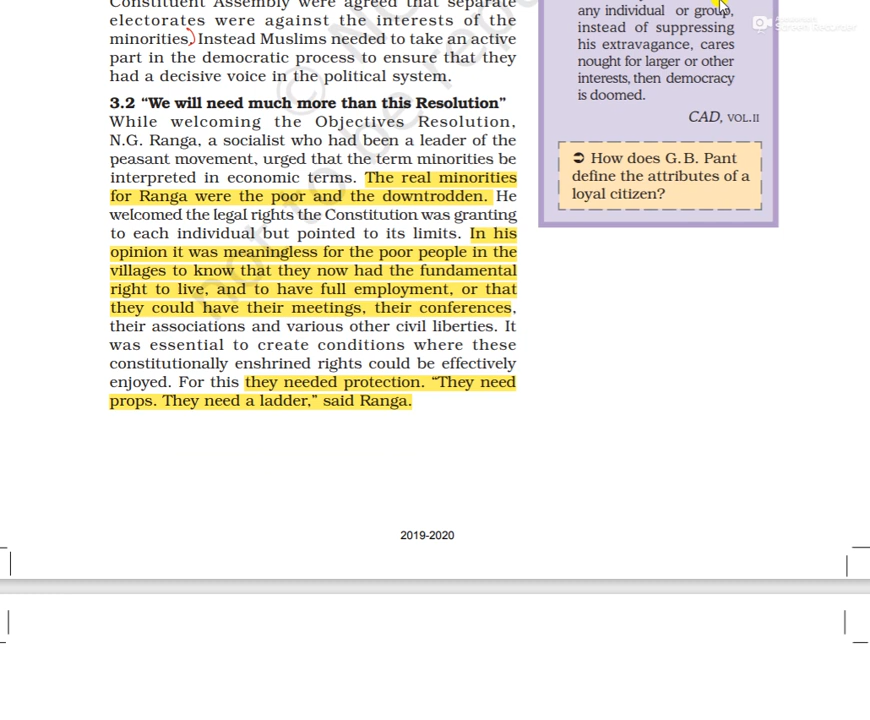 Constituent Assembly were agreed that separate
electorates were against the interests of the
minorities. Instead Muslims needed to take an active
part in the democratic process to ensure that they
had a decisive voice in the political system.
3.2 “We will need much more than this Resolution”
While welcoming the Objectives Resolution,
N.G. Ranga, a socialist who had been a leader of the
peasant movement, urged that the term minorities be
interpreted in economic terms. The real minorities
for Ranga were the poor and the downtrodden. He
welcomed the legal rights the Constitution was granting
to each individual but pointed to its limits. In his
opinion it was meaningless for the poor people in the
villages to know that they now had the fundamental
right to live, and to have full employment, or that
they could have their meetings, their conferences,
their associations and various other civil liberties. It
was essential to create conditions where these
constitutionally enshrined rights could be effectively
enjoyed. For this they needed protection. “They need
props. They need a ladder,” said Ranga.
any individual or group,
instead of suppressing
his extravagance, cares
nought for larger or other
interests, then democracy
is doomed.
CAD, VOL.II
➲ How does G.B. Pant
define the attributes of a
loyal citizen?
Screen Recorder
2019-2020